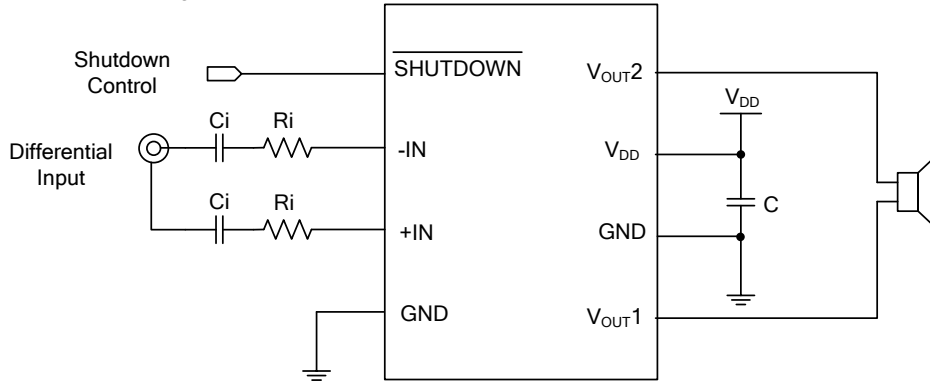 Shutdown
Control
SHUTDOWN
V_OUT2
V_DD
Ci
Ri
Differential
Input
-IN
V_DD
Ci
Ri
C
+IN
GND
GND
V_OUT1